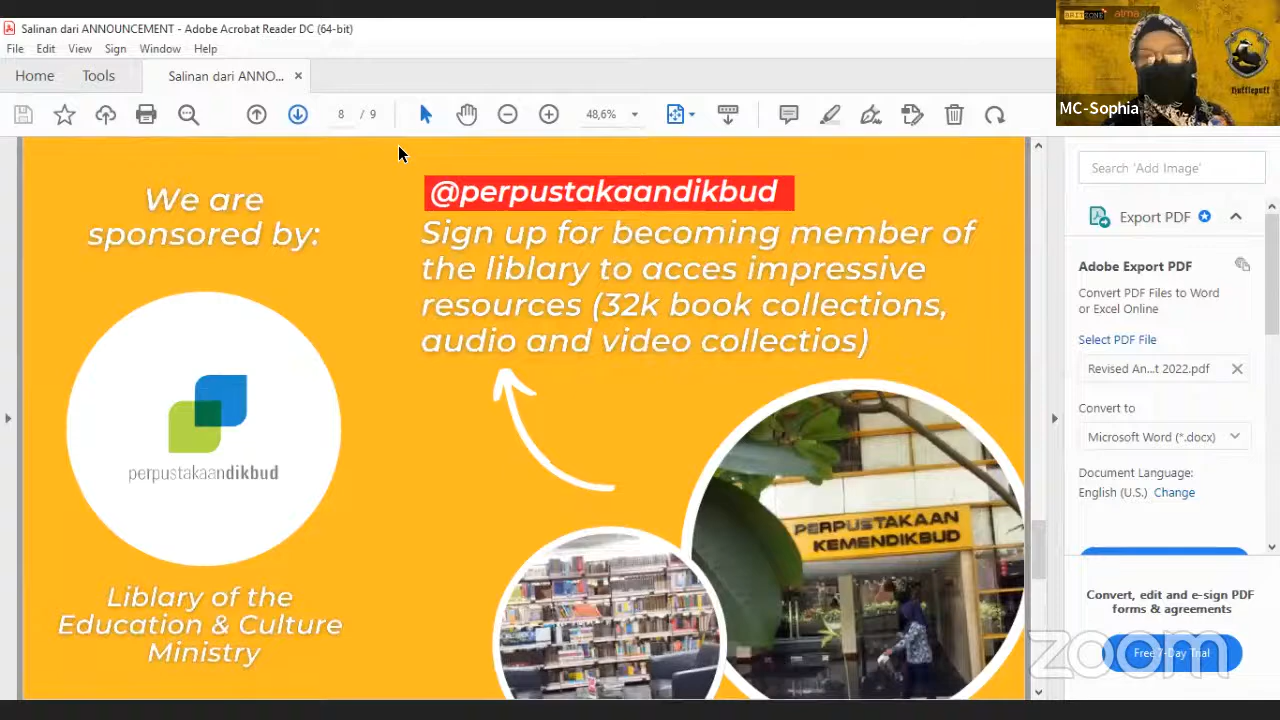 Salinan dari ANNOUNCEMENT - Adobe Acrobat Reader DC (64-bit)
File Edit View Sign Window Help
Home Tools Salinan dari ANNO... ×
8 / 9 48,6%
We are
sponsored by:
perpustakaandikbud
Liblary of the
Education & Culture
Ministry
@perpustakaandikbud
Sign up for becoming member of
the liblary to acces impressive
resources (32k book collections,
audio and video collectios)
PERPUSTAKAAN
KEMENDIKBUD
BRITZONE atma
Hufflepuff
MC-Sophia
Search 'Add Image'
Export PDF
Adobe Export PDF
Convert PDF Files to Word
or Excel Online
Select PDF File
Revised An...t 2022.pdf
Convert to
Microsoft Word (*.docx)
Document Language:
English (U.S.) Change
Convert, edit and e-sign PDF
forms & agreements
Free 7-Day Trial
zoom